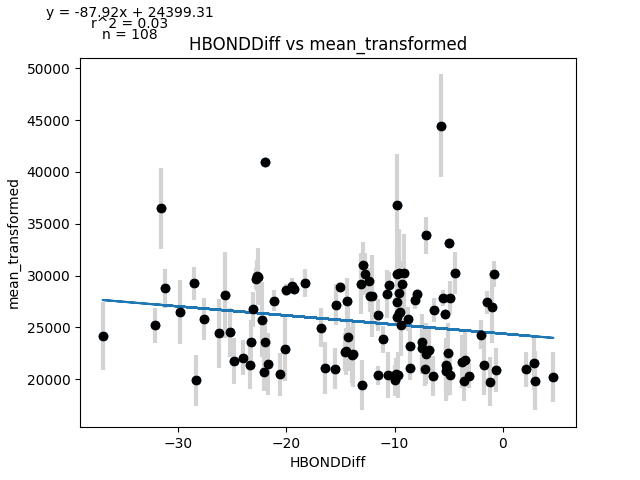 y = -87.92x + 24399.31
r^2 = 0.03
n = 108
HBONDDiff vs mean_transformed
50000
45000
40000
35000
30000
25000
20000
mean_transformed
−30
−20
−10
0
HBONDDiff